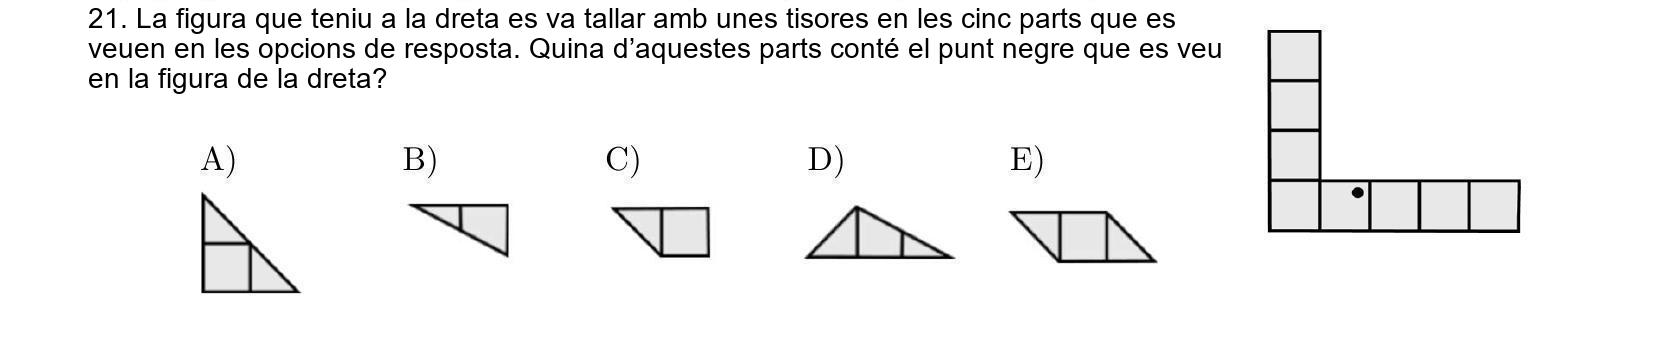 21. La figura que teniu a la dreta es va tallar amb unes tisores en les cinc parts que es
veuen en les opcions de resposta. Quina d’aquestes parts conté el punt negre que es veu
en la figura de la dreta?
A) B) C) D) E)